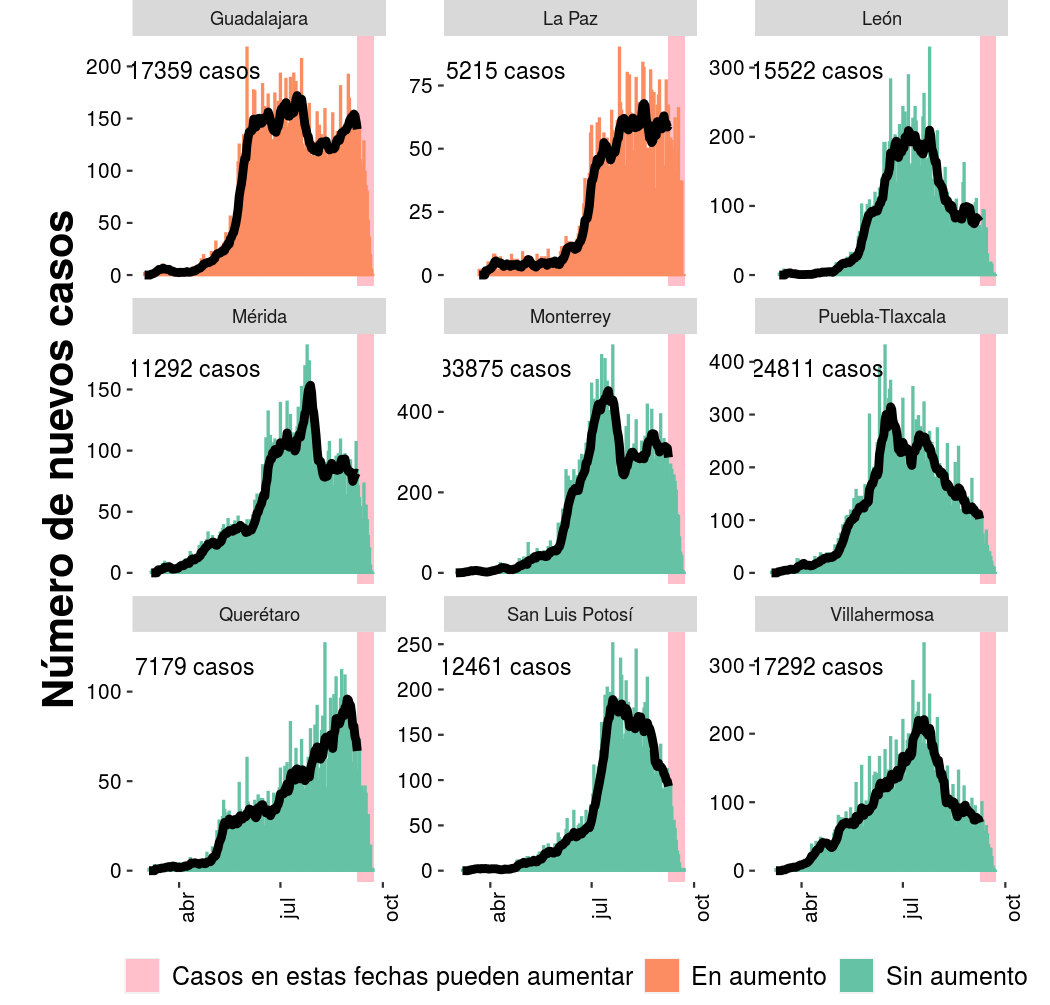 Número de nuevos casos
Guadalajara
La Paz
León
17359 casos
5215 casos
15522 casos
200
150
100
50
0
75
50
25
0
300
200
100
0
Mérida
Monterrey
Puebla-Tlaxcala
11292 casos
33875 casos
24811 casos
150
100
50
0
400
200
0
400
300
200
100
0
Querétaro
San Luis Potosí
Villahermosa
7179 casos
12461 casos
17292 casos
100
50
0
250
200
150
100
50
0
300
200
100
0
abr
jul
oct
abr
jul
oct
abr
jul
oct
Casos en estas fechas pueden aumentar
En aumento
Sin aumento